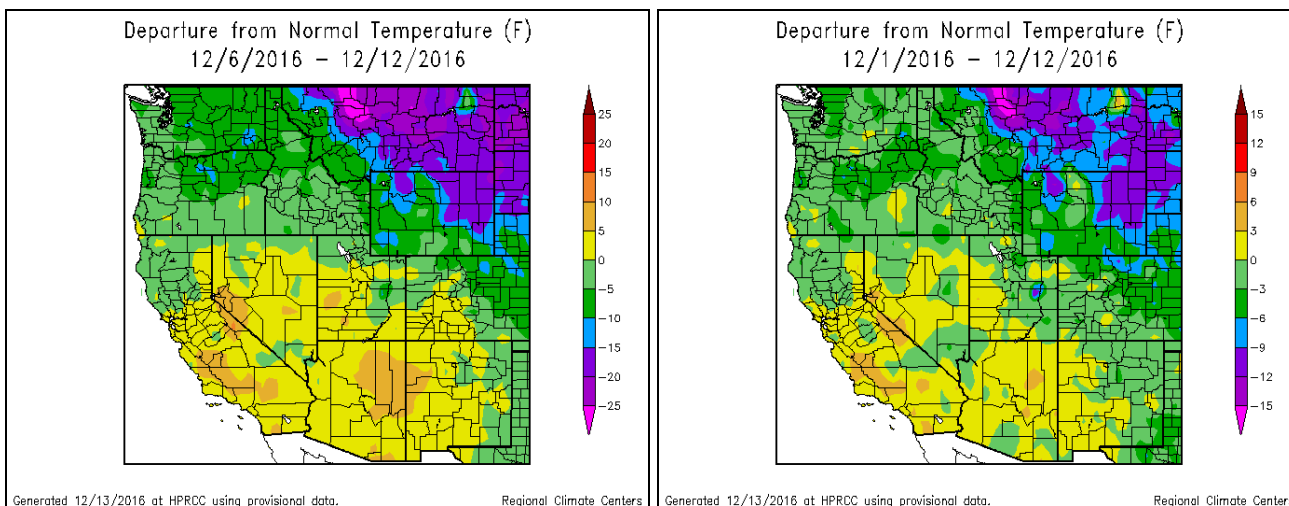 Departure from Normal Temperature (F)
12/6/2016 – 12/12/2016
25
20
15
10
5
0
-5
-10
-15
-20
-25
Generated 12/13/2016 at HPRCC using provisional data.
Regional Climate Centers
Departure from Normal Temperature (F)
12/1/2016 – 12/12/2016
15
12
9
6
3
0
-3
-6
-9
-12
-15
Generated 12/13/2016 at HPRCC using provisional data.
Regional Climate Centers